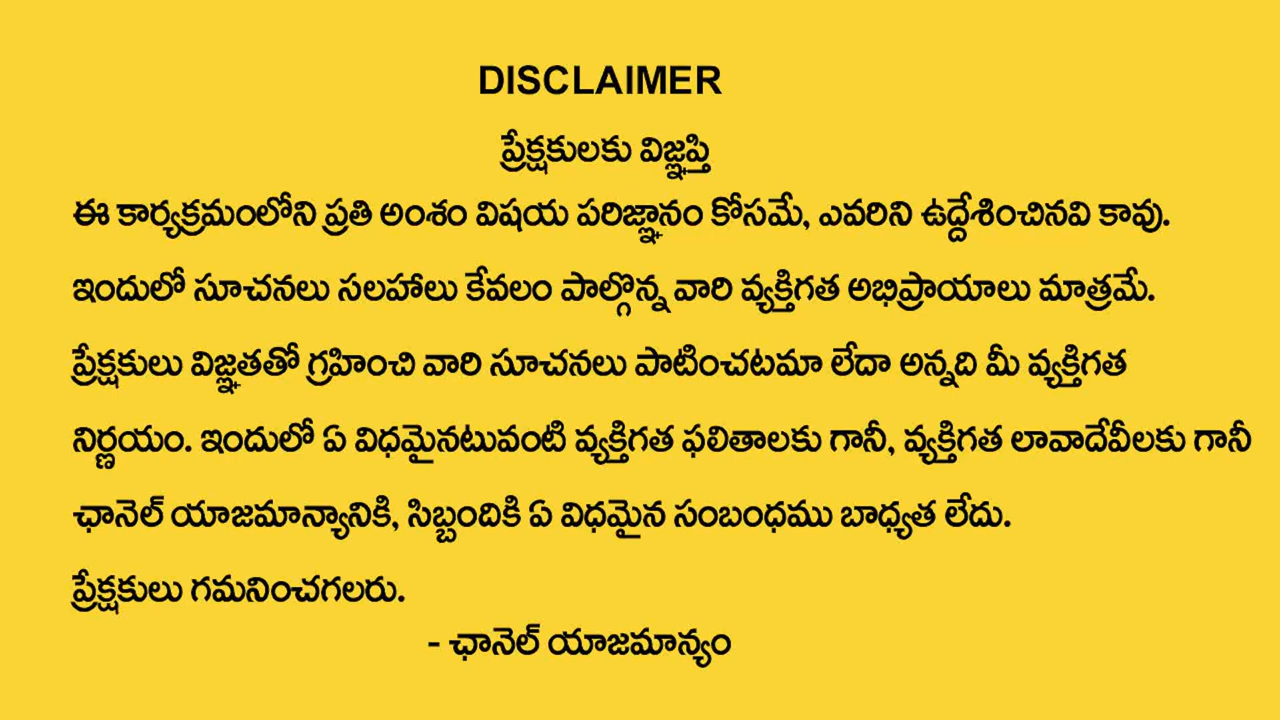 DISCLAIMER
ప్రేక్షకులకు విజ్ఞప్తి
ఈ కార్యక్రమంలోని ప్రతి అంశం విషయ పరిజ్ఞానం కోసమే, ఎవరిని ఉద్దేశించినవి కావు.
ఇందులో సూచనలు సలహాలు కేవలం పాల్గొన్న వారి వ్యక్తిగత అభిప్రాయాలు మాత్రమే.
ప్రేక్షకులు విజ్ఞతతో గ్రహించి వారి సూచనలు పాటించటమా లేదా అన్నది మీ వ్యక్తిగత
నిర్ణయం. ఇందులో ఏ విధమైనటువంటి వ్యక్తిగత ఫలితాలకు గానీ, వ్యక్తిగత లావాదేవీలకు గానీ
ఛానెల్ యాజమాన్యానికి, సిబ్బందికి ఏ విధమైన సంబంధము బాధ్యత లేదు.
ప్రేక్షకులు గమనించగలరు.
- ఛానెల్ యాజమాన్యం